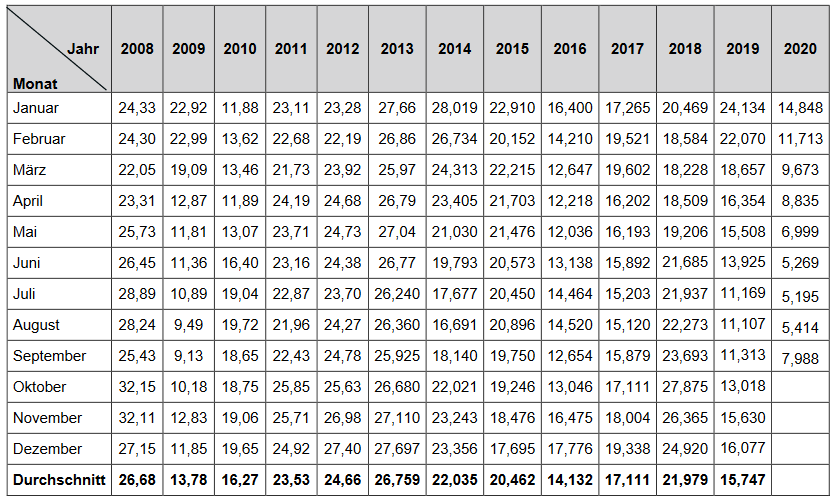 Jahr 2008 2009 2010 2011 2012 2013 2014 2015 2016 2017 2018 2019 2020
Monat
Januar 24,33 22,92 11,88 23,11 23,28 27,66 28,019 22,910 16,400 17,265 20,469 24,134 14,848
Februar 24,30 22,99 13,62 22,68 22,19 26,86 26,734 20,152 14,210 19,521 18,584 22,070 11,713
März 22,05 19,09 13,46 21,73 23,92 25,97 24,313 22,215 12,647 19,602 18,228 18,657 9,673
April 23,31 12,87 11,89 24,19 24,68 26,79 23,405 21,703 12,218 16,202 18,509 16,354 8,835
Mai 25,73 11,81 13,07 23,71 24,73 27,04 21,030 21,476 12,036 16,193 19,206 15,508 6,999
Juni 26,45 11,36 16,40 23,16 24,38 26,77 19,793 20,573 13,138 15,892 21,685 13,925 5,269
Juli 28,89 10,89 19,04 22,87 23,70 26,240 17,677 20,450 14,464 15,203 21,937 11,169 5,195
August 28,24 9,49 19,72 21,96 24,27 26,360 16,691 20,896 14,520 15,120 22,273 11,107 5,414
September 25,43 9,13 18,65 22,43 24,78 25,925 18,140 19,750 12,654 15,879 23,693 11,313 7,988
Oktober 32,15 10,18 18,75 25,85 25,63 26,680 22,021 19,246 13,046 17,111 27,875 13,018
November 32,11 12,83 19,06 25,71 26,98 27,110 23,243 18,476 16,475 18,004 26,365 15,630
Dezember 27,15 11,85 19,65 24,92 27,40 27,697 23,356 17,695 17,776 19,338 24,920 16,077
Durchschnitt 26,68 13,78 16,27 23,53 24,66 26,759 22,035 20,462 14,132 17,111 21,979 15,747